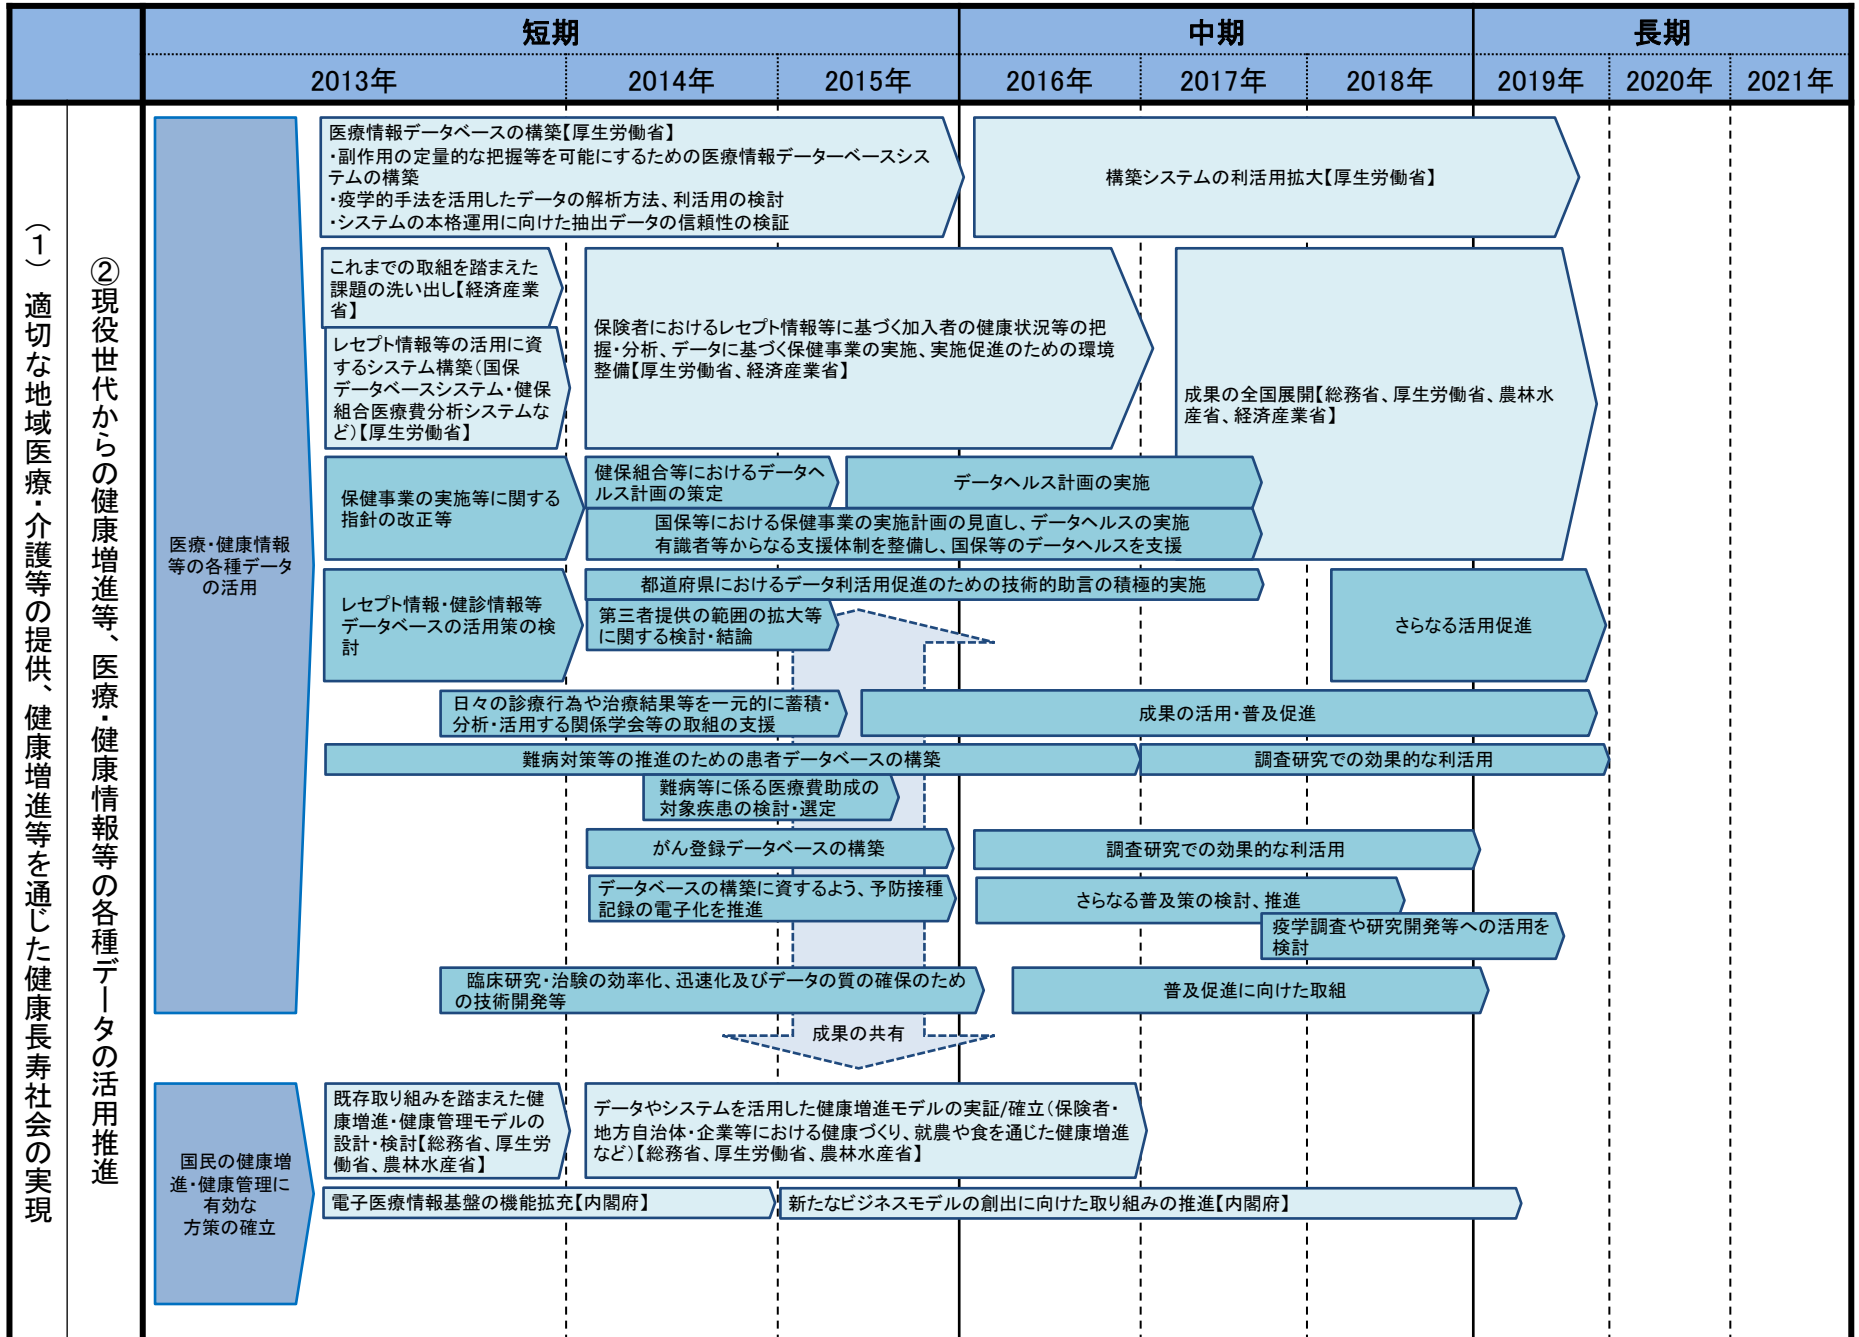 短期
中期
長期
2013年
2014年
2015年
2016年
2017年
2018年
2019年
2020年
2021年
（1） 適切な地域医療・介護等の提供、健康増進等を通じた健康長寿社会の実現
②現役世代からの健康増進等、医療・健康情報等の各種データの活用推進
医療・健康情報
等の各種データ
の活用
医療情報データベースの構築【厚生労働省】
・副作用の定量的な把握等を可能にするための医療情報データーベースシス
テムの構築
・疫学的手法を活用したデータの解析方法、利活用の検討
・システムの本格運用に向けた抽出データの信頼性の検証
構築システムの利活用拡大【厚生労働省】
これまでの取組を踏まえた
課題の洗い出し【経済産業
省】
レセプト情報等の活用に資
するシステム構築（国保
データベースシステム・健保
組合医療費分析システムな
ど）【厚生労働省】
保険者におけるレセプト情報等に基づく加入者の健康状況等の把
握・分析、データに基づく保健事業の実施、実施促進のための環境
整備【厚生労働省、経済産業省】
成果の全国展開【総務省、厚生労働省、農林水
産省、経済産業省】
保健事業の実施等に関する
指針の改正等
健保組合等におけるデータヘ
ルス計画の策定
データヘルス計画の実施
国保等における保健事業の実施計画の見直し、データヘルスの実施
有識者等からなる支援体制を整備し、国保等のデータヘルスを支援
レセプト情報・健診情報等
データベースの活用策の検
討
都道府県におけるデータ利活用促進のための技術的助言の積極的実施
第三者提供の範囲の拡大等
に関する検討・結論
さらなる活用促進
日々の診療行為や治療結果等を一元的に蓄積・
分析・活用する関係学会等の取組の支援
成果の活用・普及促進
難病対策等の推進のための患者データベースの構築
調査研究での効果的な利活用
難病等に係る医療費助成の
対象疾患の検討・選定
がん登録データベースの構築
調査研究での効果的な利活用
データベースの構築に資するよう、予防接種
記録の電子化を推進
さらなる普及策の検討、推進
疫学調査や研究開発等への活用を
検討
臨床研究・治験の効率化、迅速化及びデータの質の確保のため
の技術開発等
普及促進に向けた取組
成果の共有
国民の健康増
進・健康管理に
有効な
方策の確立
既存取り組みを踏まえた健
康増進・健康管理モデルの
設計・検討【総務省、厚生労
働省、農林水産省】
データやシステムを活用した健康増進モデルの実証/確立（保険者・
地方自治体・企業等における健康づくり、就農や食を通じた健康増進
など）【総務省、厚生労働省、農林水産省】
電子医療情報基盤の機能拡充【内閣府】
新たなビジネスモデルの創出に向けた取り組みの推進【内閣府】